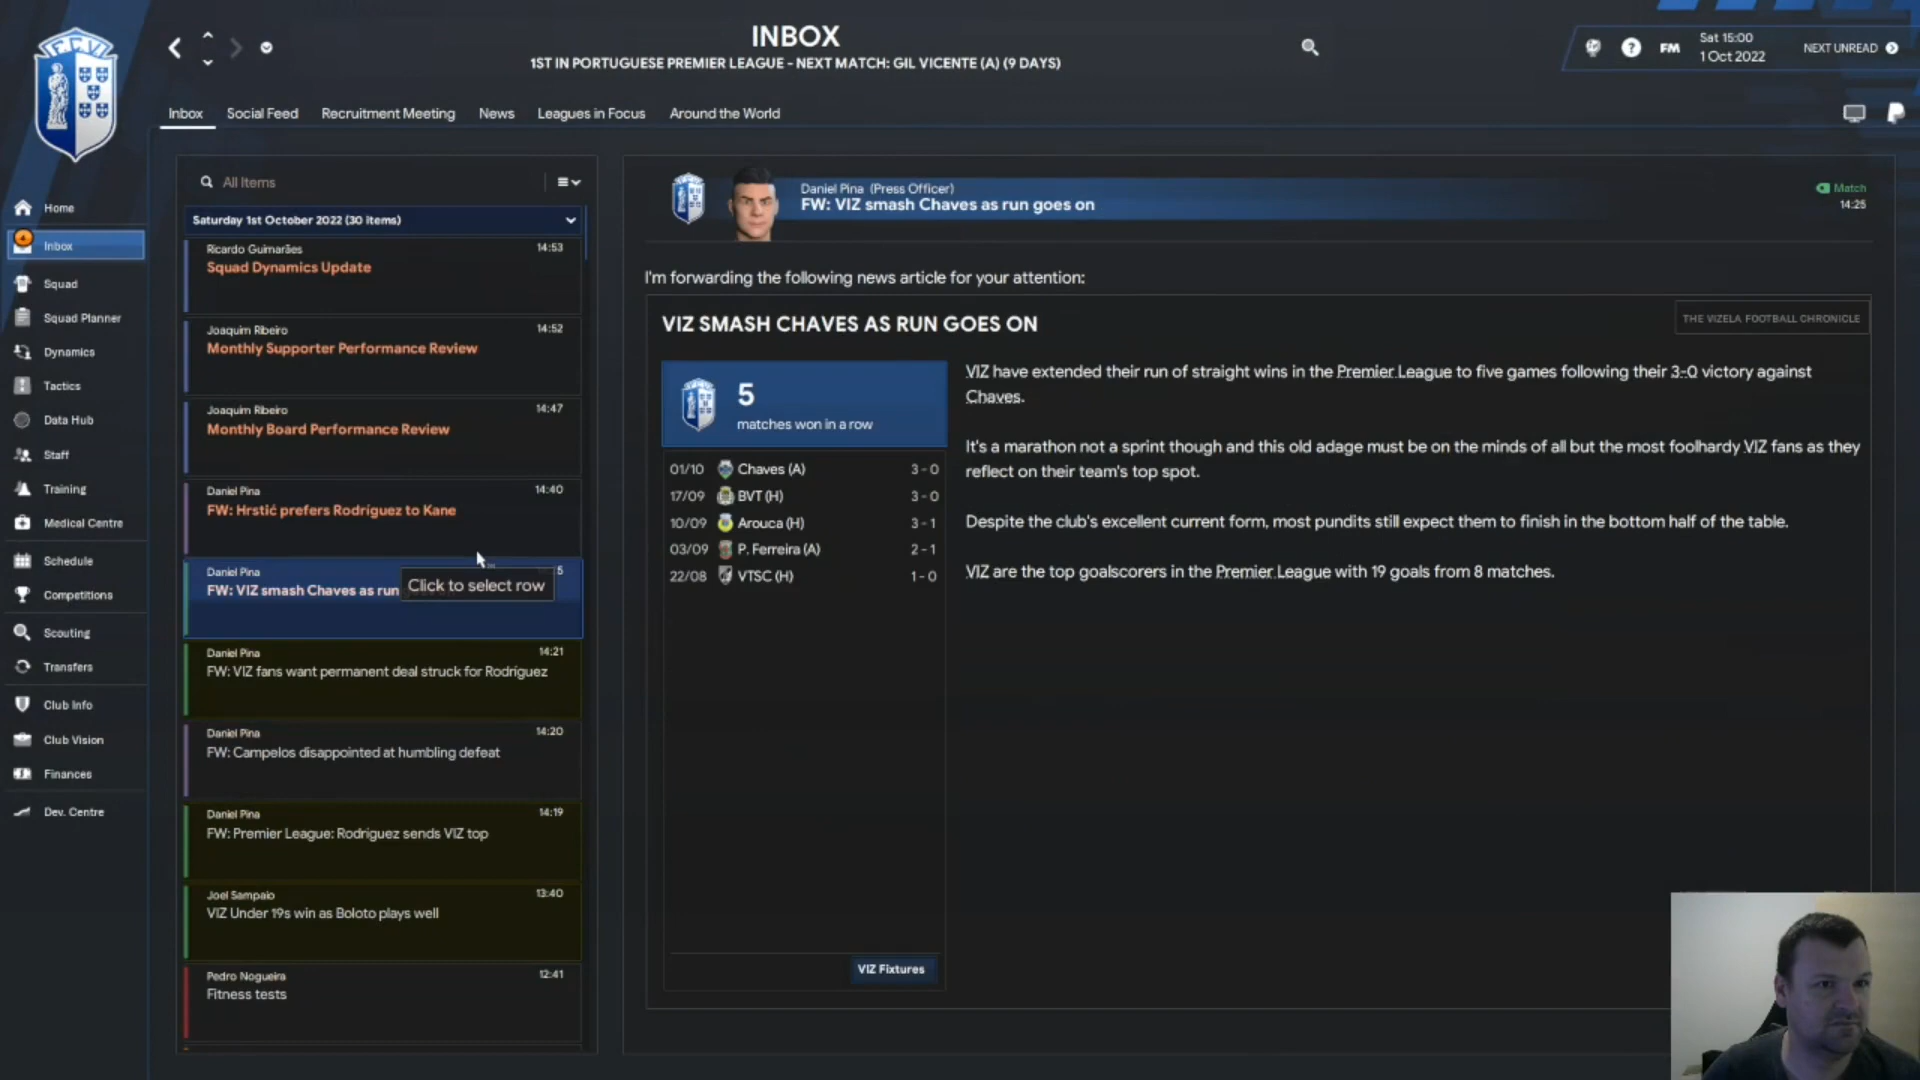 INBOX
1ST IN PORTUGUESE PREMIER LEAGUE - NEXT MATCH: GIL VICENTE (A) (9 DAYS)
FM
Sat 15:00
1 Oct 2022
NEXT UNREAD
Inbox
Social Feed
Recruitment Meeting
News
Leagues in Focus
Around the World
Home
Inbox
Squad
Squad Planner
Dynamics
Tactics
Data Hub
Staff
Training
Medical Centre
Schedule
Competitions
Scouting
Transfers
Club Info
Club Vision
Finances
Dev. Centre
All Items
Saturday 1st October 2022 (30 items)
Ricardo Guimarães 14:53
Squad Dynamics Update
Joaquim Ribeiro 14:52
Monthly Supporter Performance Review
Joaquim Ribeiro 14:47
Monthly Board Performance Review
Daniel Pina 14:40
FW: Hrstić prefers Rodríguez to Kane
Daniel Pina 5
FW: VIZ smash Chaves as run
Click to select row
Daniel Pina 14:21
FW: VIZ fans want permanent deal struck for Rodríguez
Daniel Pina 14:20
FW: Campelos disappointed at humbling defeat
Daniel Pina 14:19
FW: Premier League: Rodríguez sends VIZ top
Joel Sampaio 13:40
VIZ Under 19s win as Boloto plays well
Pedro Nogueira 12:41
Fitness tests
Daniel Pina (Press Officer)
FW: VIZ smash Chaves as run goes on
Match
14:25
I'm forwarding the following news article for your attention:
VIZ SMASH CHAVES AS RUN GOES ON
THE VIZELA FOOTBALL CHRONICLE
5
matches won in a row
01/10 Chaves (A) 3 - 0
17/09 BVT (H) 3 - 0
10/09 Arouca (H) 3 - 1
03/09 P. Ferreira (A) 2 - 1
22/08 VTSC (H) 1 - 0
VIZ Fixtures
VIZ have extended their run of straight wins in the Premier League to five games following their 3-0 victory against
Chaves.
It's a marathon not a sprint though and this old adage must be on the minds of all but the most foolhardy VIZ fans as they
reflect on their team's top spot.
Despite the club's excellent current form, most pundits still expect them to finish in the bottom half of the table.
VIZ are the top goalscorers in the Premier League with 19 goals from 8 matches.